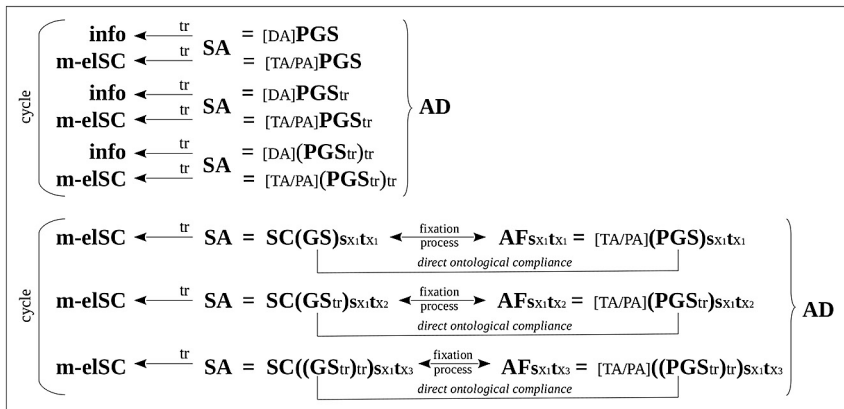 info tr SA = [DA]PGS
m-elSC tr = [TA/PA]PGS
info tr SA = [DA]PGStr
m-elSC tr = [TA/PA]PGStr
info tr SA = [DA](PGStr)tr
m-elSC tr = [TA/PA](PGStr)tr
cycle
AD
m-elSC tr SA = SC(GS)sx1tx1 fixation process AFsx1tx1 = [TA/PA](PGS)sx1tx1
direct ontological compliance
m-elSC tr SA = SC(GStr)sx1tx2 fixation process AFsx1tx2 = [TA/PA](PGStr)sx1tx2
direct ontological compliance
m-elSC tr SA = SC((GStr)tr)sx1tx3 fixation process AFsx1tx3 = [TA/PA]((PGStr)tr)sx1tx3
direct ontological compliance
cycle
AD